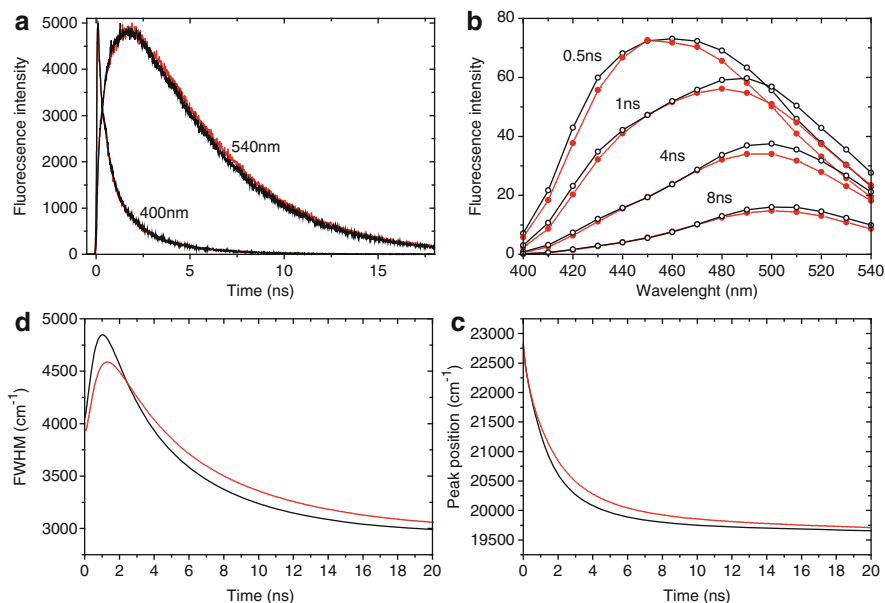 a
Fluorescence intensity
5000
4000
3000
2000
1000
0
540nm
400nm
0 5 10 15
Time (ns)
b
Fluorescence intensity
80
60
40
20
0
0.5ns
1ns
4ns
8ns
400 420 440 460 480 500 520 540
Wavelenght (nm)
d
FWHM (cm-1)
5000
4500
4000
3500
3000
0 2 4 6 8 10 12 14 16 18 20
Time (ns)
c
Peak position (cm-1)
23000
22500
22000
21500
21000
20500
20000
19500
0 2 4 6 8 10 12 14 16 18 20
Time (ns)